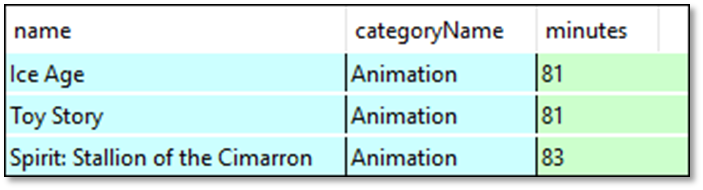 name categoryName minutes
Ice Age Animation 81
Toy Story Animation 81
Spirit: Stallion of the Cimarron Animation 83